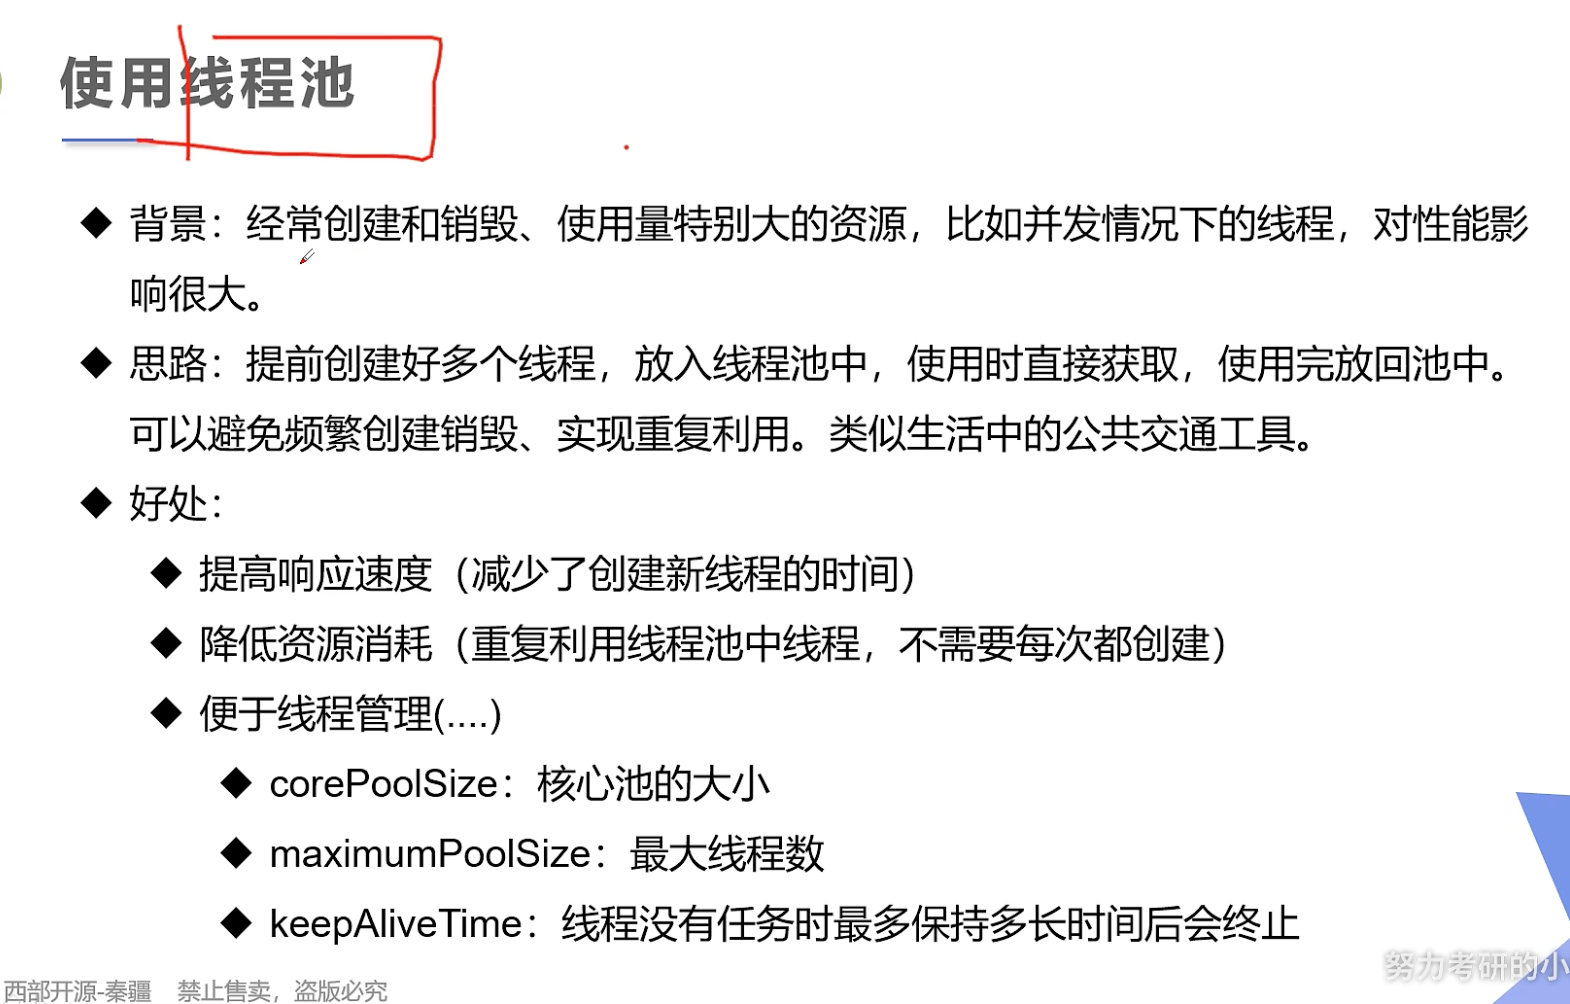 使用线程池
背景：经常创建和销毁、使用量特别大的资源，比如并发情况下的线程，对性能影
响很大。
思路：提前创建好多个线程，放入线程池中，使用时直接获取，使用完放回池中。
可以避免频繁创建销毁、实现重复利用。类似生活中的公共交通工具。
好处：
提高响应速度（减少了创建新线程的时间）
降低资源消耗（重复利用线程池中线程，不需要每次都创建）
便于线程管理(....)
corePoolSize：核心池的大小
maximumPoolSize：最大线程数
keepAliveTime：线程没有任务时最多保持多长时间后会终止
努力考研的小
西部开源-秦疆 禁止售卖，盗版必究